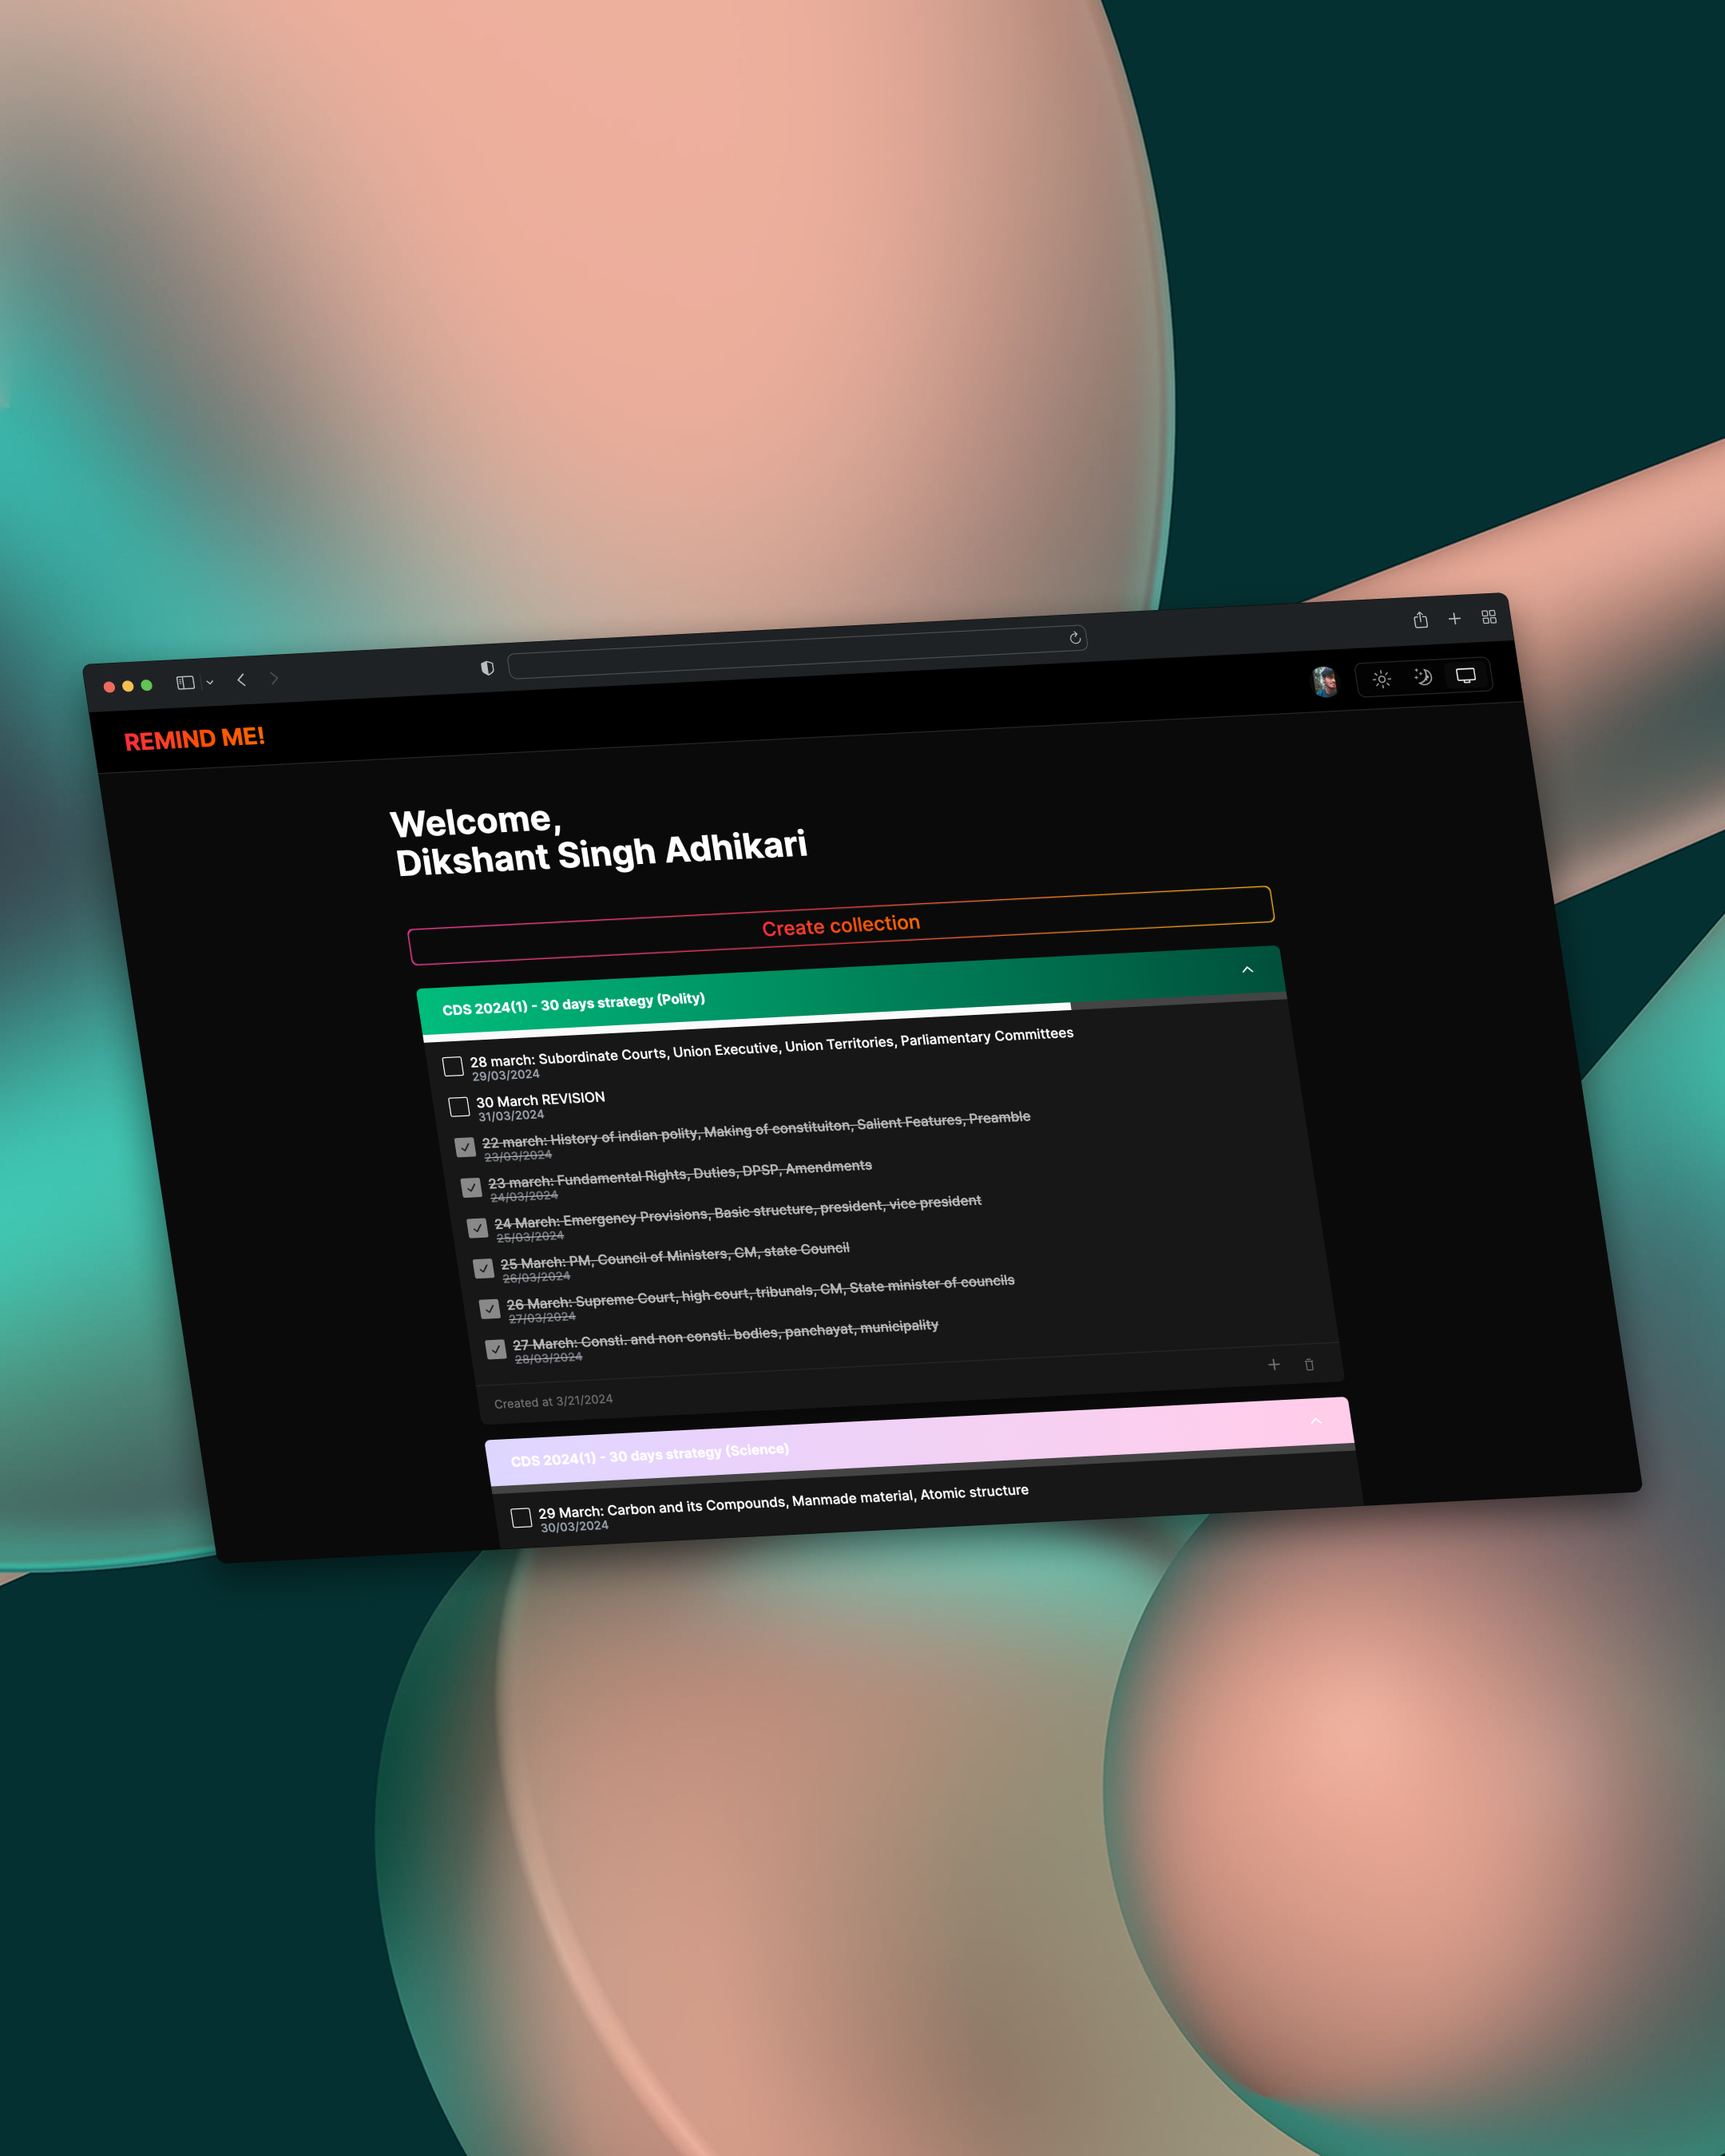 REMIND ME!
Welcome,
Dikshant Singh Adhikari
Create collection
CDS 2024(1) - 30 days strategy (Polity)
28 march: Subordinate Courts, Union Executive, Union Territories, Parliamentary Committees
29/03/2024
30 March REVISION
31/03/2024
22 march: History of indian polity, Making of constituiton, Salient Features, Preamble
23/03/2024
23 march: Fundamental Rights, Duties, DPSP, Amendments
24/03/2024
24 March: Emergency Provisions, Basic structure, president, vice president
25/03/2024
25 March: PM, Council of Ministers, CM, state Council
26/03/2024
26 March: Supreme Court, high court, tribunals, CM, State minister of councils
27/03/2024
27 March: Consti. and non consti. bodies, panchayat, municipality
28/03/2024
Created at 3/21/2024
CDS 2024(1) - 30 days strategy (Science)
29 March: Carbon and its Compounds, Manmade material, Atomic structure
30/03/2024